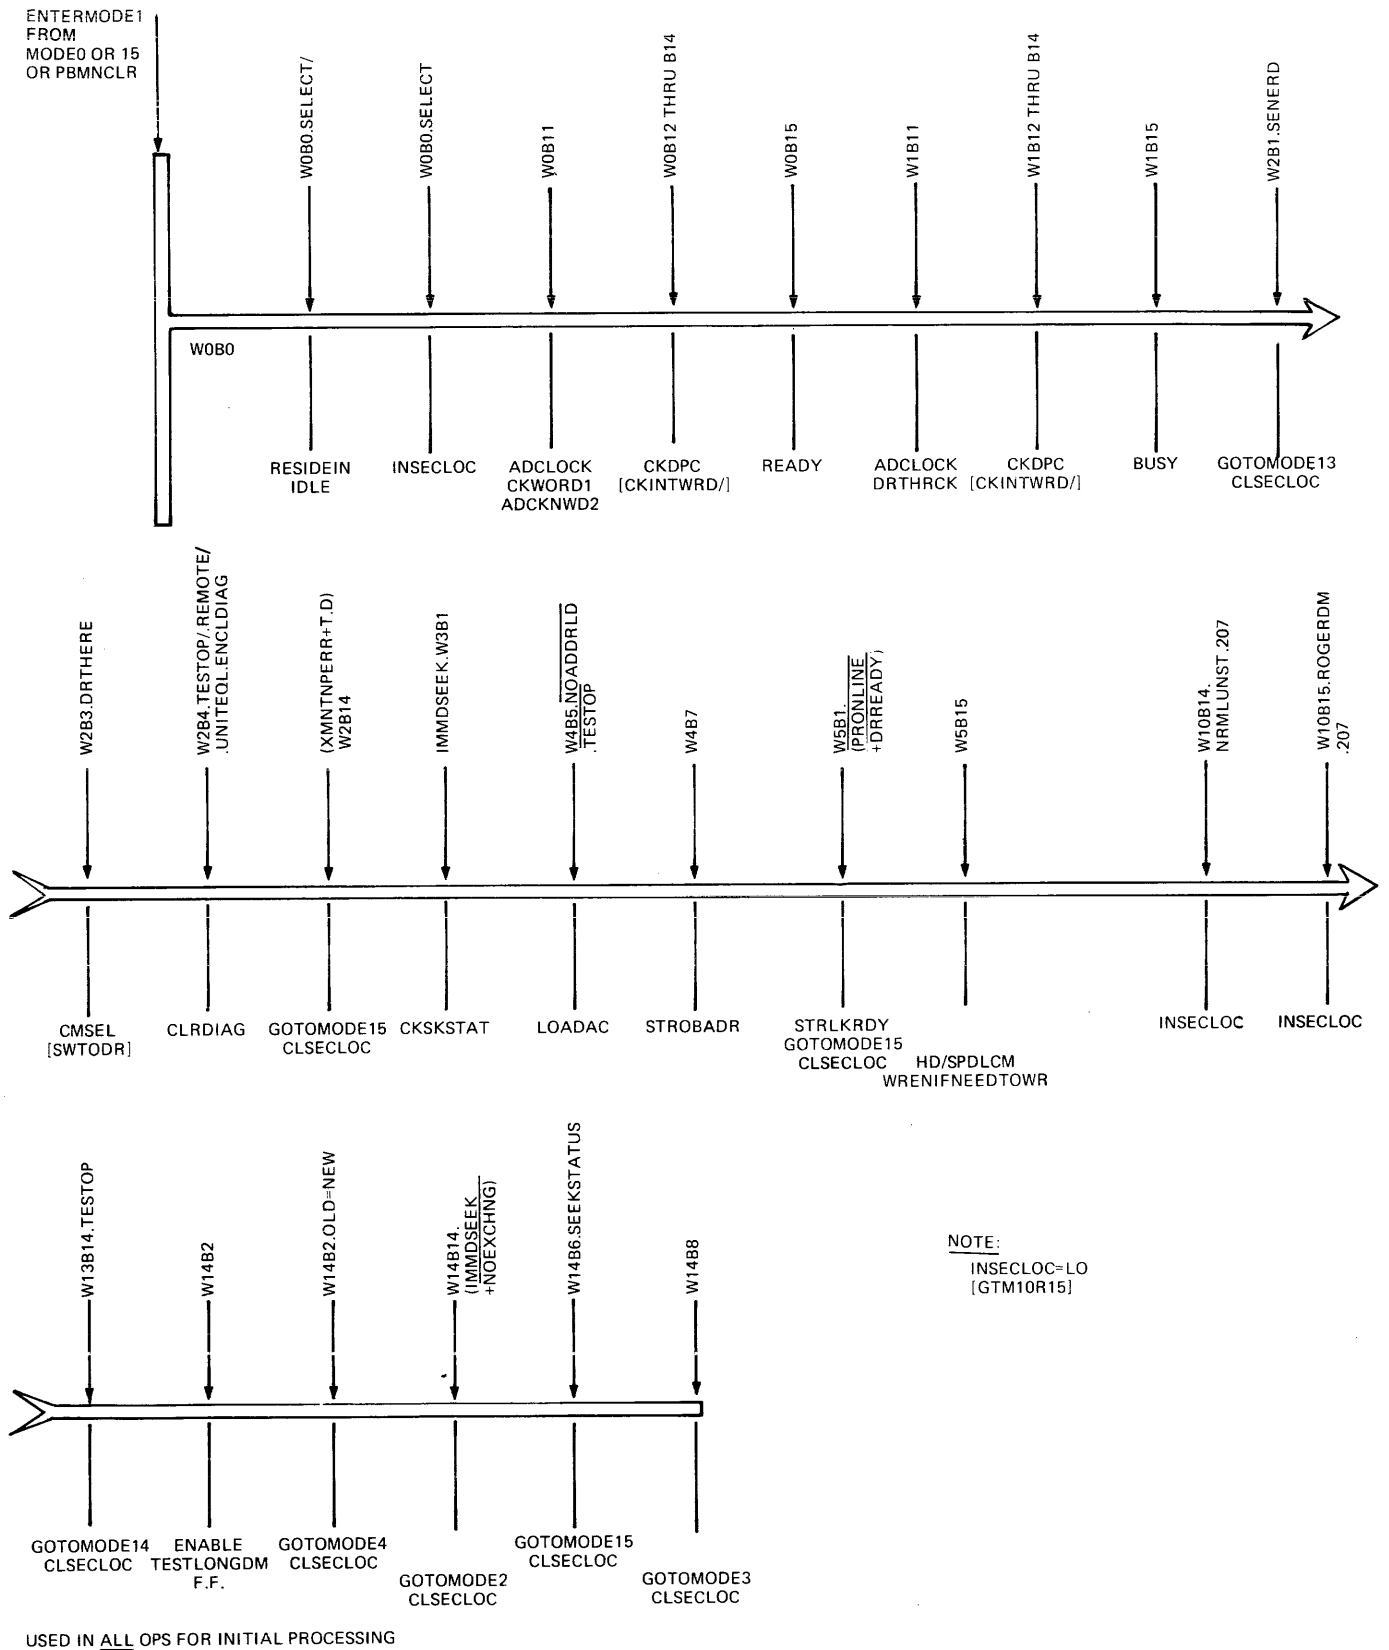 ENTERMODE1
FROM
MODE0 OR 15
OR PBMNCLR
W0B0.SELECT/
W0B0.SELECT
W0B11
W0B12 THRU B14
W0B15
W1B11
W1B12 THRU B14
W1B15
W2B1.SENERD
W0B0
RESIDEIN
IDLE
INSECLOC
ADCLOCK
CKWORD1
ADCKNWD2
CKDPC
[CKINTWRD/]
READY
ADCLOCK
DRTHRCK
CKDPC
[CKINTWRD/]
BUSY
GOTOMODE13
CLSECLOC
W2B3.DRTHERE
W2B4.TESTOP/.REMOTE/
.UNITEQL.ENCLDIAG
(XMNTNPERR+T.D)
W2B14
IMMDSEEK.W3B1
W4B5.NOADDRLD
.TESTOP
W4B7
W5B1.
(PRONLINE
+DRREADY)
W5B15
W10B14.
NRMLUNST.207
W10B15.ROGERDM
.207
CMSEL
[SWTODR]
CLRDIAG
GOTOMODE15
CLSECLOC
CKSKSTAT
LOADAC
STROBADR
STRLKRDY
GOTOMODE15
CLSECLOC
HD/SPDLCM
WRENIFNEEDTOWR
INSECLOC
INSECLOC
W13B14.TESTOP
W14B2
W14B2.OLD=NEW
W14B14.
(IMMDSEEK
+NOEXCHNG)
W14B6.SEEKSTATUS
W14B8
NOTE:
INSECLOC=LO
[GTM10R15]
GOTOMODE14
CLSECLOC
ENABLE
TESTLONGDM
F.F.
GOTOMODE4
CLSECLOC
GOTOMODE2
CLSECLOC
GOTOMODE15
CLSECLOC
GOTOMODE3
CLSECLOC
USED IN ALL OPS FOR INITIAL PROCESSING